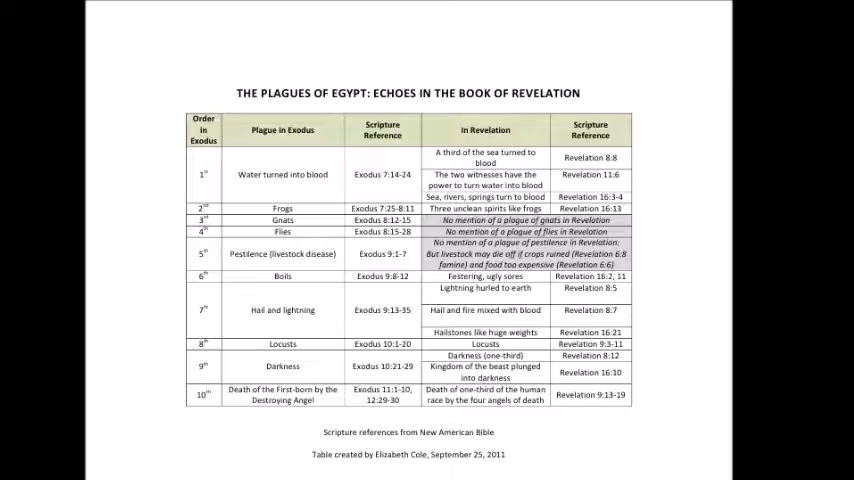 THE PLAGUES OF EGYPT: ECHOES IN THE BOOK OF REVELATION
Order in Exodus | Plague in Exodus | Scripture Reference | In Revelation | Scripture Reference
1st | Water turned into blood | Exodus 7:14-24 | A third of the sea turned to blood | Revelation 8:8
The two witnesses have the power to turn water into blood | Revelation 11:6
Sea, rivers, springs turn to blood | Revelation 16:3-4
2nd | Frogs | Exodus 7:25-8:11 | Three unclean spirits like frogs | Revelation 16:13
3rd | Gnats | Exodus 8:12-15 | No mention of a plague of gnats in Revelation
4th | Flies | Exodus 8:15-28 | No mention of a plague of flies in Revelation
5th | Pestilence (livestock disease) | Exodus 9:1-7 | No mention of a plague of pestilence in Revelation; But livestock may die off if crops ruined (Revelation 6:8 famine) and food too expensive (Revelation 6:6)
6th | Boils | Exodus 9:8-12 | Festering, ugly sores | Revelation 16:2, 11
7th | Hail and lightning | Exodus 9:13-35 | Lightning hurled to earth | Revelation 8:5
Hail and fire mixed with blood | Revelation 8:7
Hailstones like huge weights | Revelation 16:21
8th | Locusts | Exodus 10:1-20 | Locusts | Revelation 9:3-11
9th | Darkness | Exodus 10:21-29 | Darkness (one-third) | Revelation 8:12
Kingdom of the beast plunged into darkness | Revelation 16:10
10th | Death of the First-born by the Destroying Angel | Exodus 11:1-10, 12:29-30 | Death of one-third of the human race by the four angels of death | Revelation 9:13-19
Scripture references from New American Bible
Table created by Elizabeth Cole, September 25, 2011